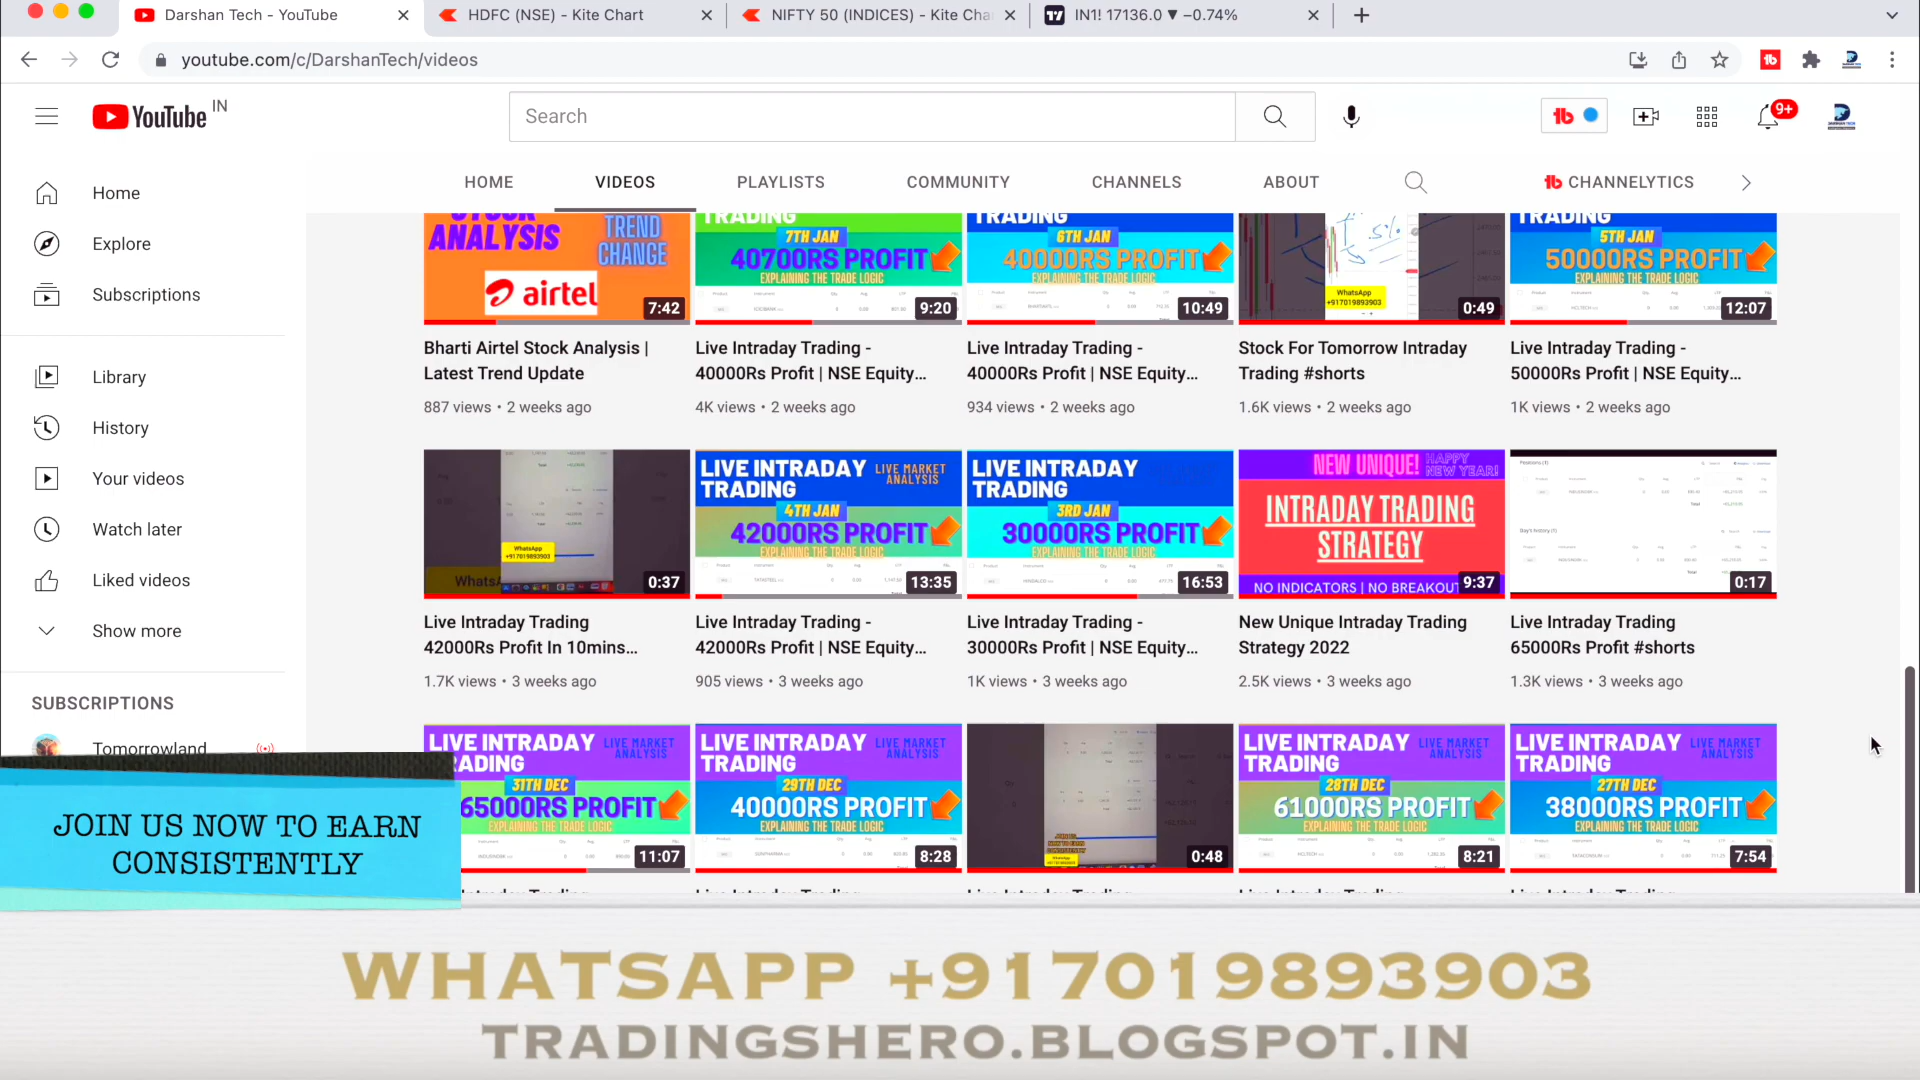 Darshan Tech - YouTube
HDFC (NSE) - Kite Chart
NIFTY 50 (INDICES) - Kite Cha
IN1! 17136.0 ▼ −0.74%
youtube.com/c/DarshanTech/videos
YouTube IN
Search
9+
HOME
VIDEOS
PLAYLISTS
COMMUNITY
CHANNELS
ABOUT
CHANNELYTICS
Home
Explore
Subscriptions
Library
History
Your videos
Watch later
Liked videos
Show more
SUBSCRIPTIONS
Tomorrowland
STOCK
ANALYSIS
TREND
CHANGE
airtel
7:42
Bharti Airtel Stock Analysis |
Latest Trend Update
887 views • 2 weeks ago
TRADING
7TH JAN
40700RS PROFIT
EXPLAINING THE TRADE LOGIC
9:20
Live Intraday Trading -
40000Rs Profit | NSE Equity...
4K views • 2 weeks ago
TRADING
6TH JAN
40000RS PROFIT
EXPLAINING THE TRADE LOGIC
10:49
Live Intraday Trading -
40000Rs Profit | NSE Equity...
934 views • 2 weeks ago
.5%
WhatsApp
+917019893903
0:49
Stock For Tomorrow Intraday
Trading #shorts
1.6K views • 2 weeks ago
TRADING
5TH JAN
50000RS PROFIT
EXPLAINING THE TRADE LOGIC
12:07
Live Intraday Trading -
50000Rs Profit | NSE Equity...
1K views • 2 weeks ago
WhatsApp
+917019893903
WhatsA
0:37
Live Intraday Trading
42000Rs Profit In 10mins...
1.7K views • 3 weeks ago
LIVE INTRADAY
TRADING
LIVE MARKET
ANALYSIS
4TH JAN
42000RS PROFIT
EXPLAINING THE TRADE LOGIC
13:35
Live Intraday Trading -
42000Rs Profit | NSE Equity...
905 views • 3 weeks ago
LIVE INTRADAY
TRADING
3RD JAN
30000RS PROFIT
EXPLAINING THE TRADE LOGIC
16:53
Live Intraday Trading -
30000Rs Profit | NSE Equity...
1K views • 3 weeks ago
NEW UNIQUE!
HAPPY
NEW YEAR!
INTRADAY TRADING
STRATEGY
NO INDICATORS | NO BREAKOU
9:37
New Unique Intraday Trading
Strategy 2022
2.5K views • 3 weeks ago
0:17
Live Intraday Trading
65000Rs Profit #shorts
1.3K views • 3 weeks ago
LIVE INTRADAY
RADING
LIVE MARKET
ANALYSIS
31TH DEC
65000RS PROFIT
EXPLAINING THE TRADE LOGIC
11:07
LIVE INTRADAY
TRADING
LIVE MARKET
ANALYSIS
29TH DEC
40000RS PROFIT
EXPLAINING THE TRADE LOGIC
8:28
0:48
LIVE INTRADAY
TRADING
LIVE MARKET
ANALYSIS
28TH DEC
61000RS PROFIT
EXPLAINING THE TRADE LOGIC
8:21
LIVE INTRADAY
TRADING
LIVE MARKET
ANALYSIS
27TH DEC
38000RS PROFIT
EXPLAINING THE TRADE LOGIC
7:54
JOIN US NOW TO EARN
CONSISTENTLY
WHATSAPP +917019893903
TRADINGSHERO.BLOGSPOT.IN